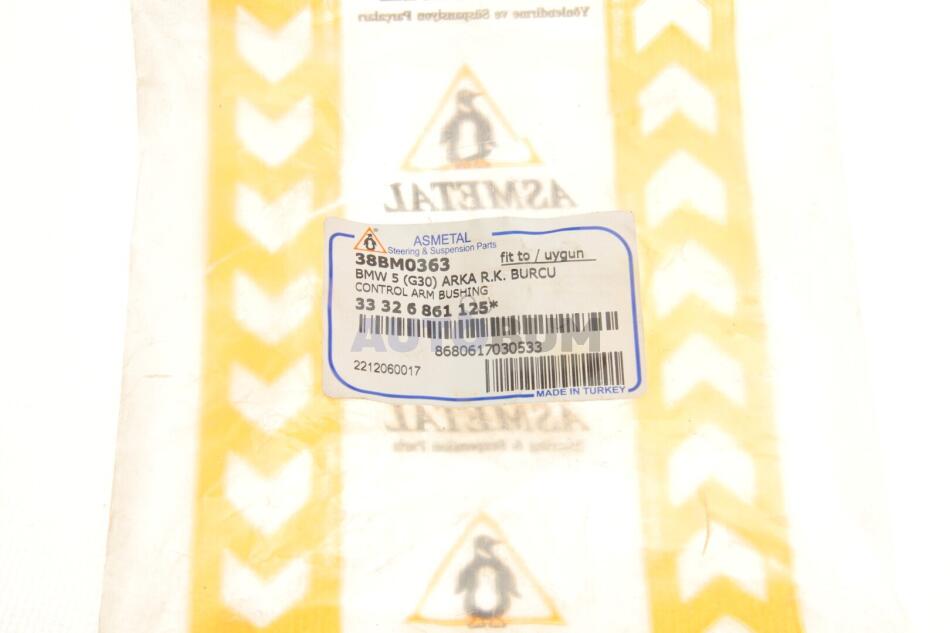 Yönlendirme ve Süspansiyon Parçaları
ASMETAL
ASMETAL
Steering & Suspension Parts
38BM0363 fit to / uygun
BMW 5 (G30) ARKA R.K. BURCU
CONTROL ARM BUSHING
33 32 6 861 125*
8680617030533
2212060017
MADE IN TURKEY
ASMETAL
Steering & Suspension Parts